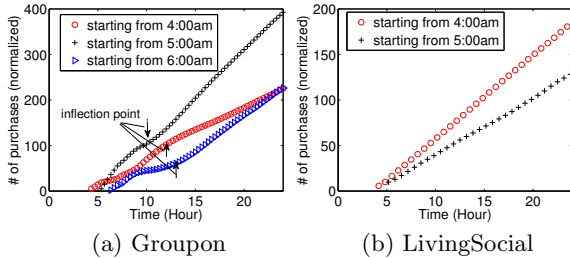 400
300
200
100
0
# of purchases (normalized)
starting from 4:00am
starting from 5:00am
starting from 6:00am
inflection point
0 5 10 15 20
Time (Hour)
(a) Groupon
200
150
100
50
0
# of purchases (normalized)
starting from 4:00am
starting from 5:00am
0 5 10 15 20
Time (Hour)
(b) LivingSocial